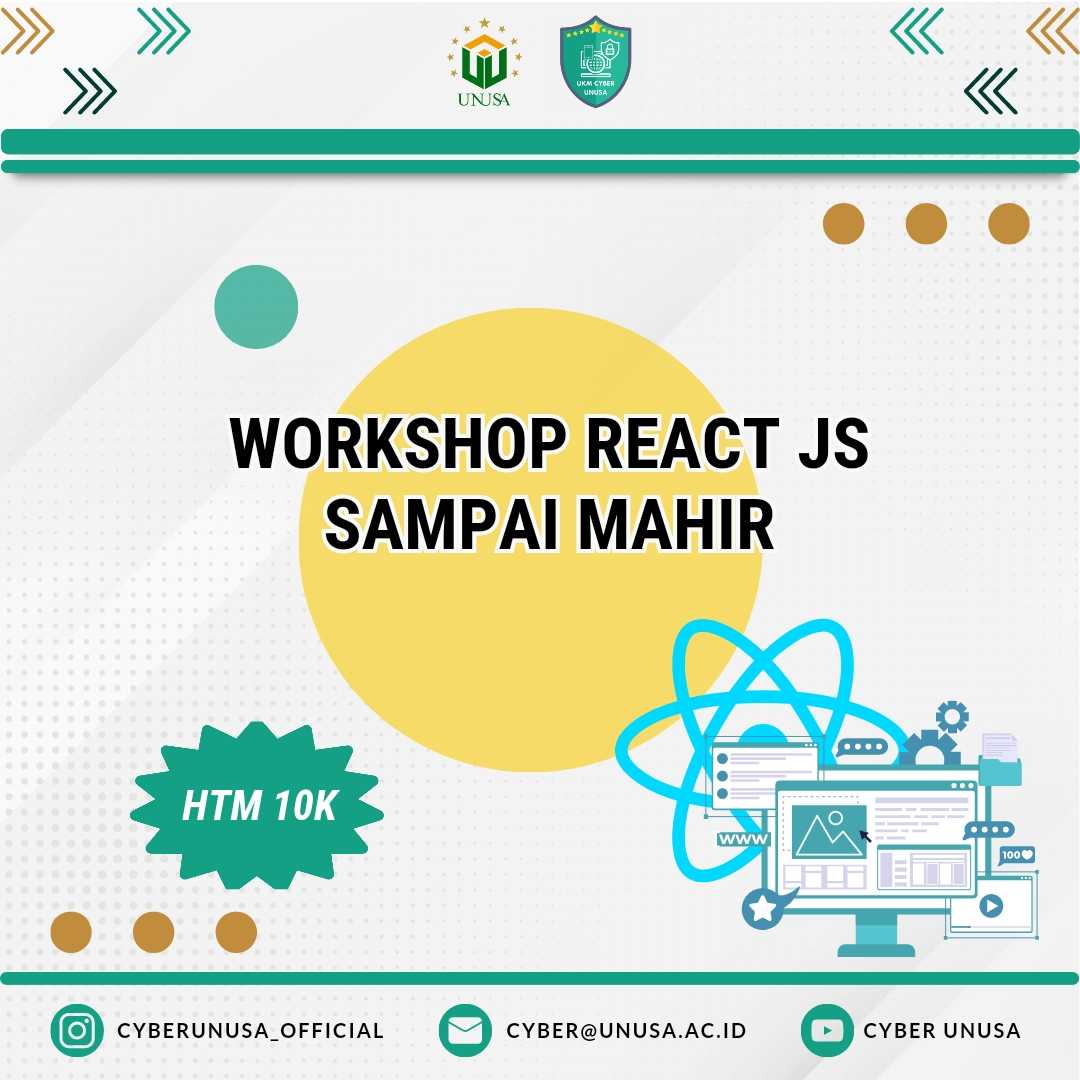 UNUSA
UKM CYBER
UNUSA
WORKSHOP REACT JS
SAMPAI MAHIR
HTM 10K
WWW
100
CYBERUNUSA_OFFICIAL
CYBER@UNUSA.AC.ID
CYBER UNUSA